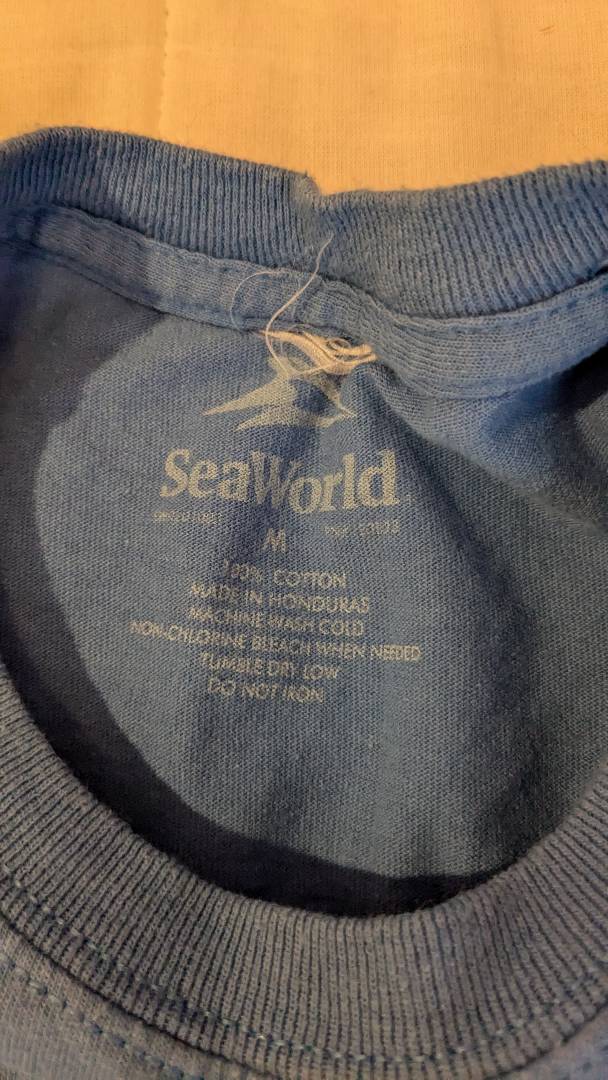 SeaWorld
M
100% COTTON
MADE IN HONDURAS
MACHINE WASH COLD
NON-CHLORINE BLEACH WHEN NEEDED
TUMBLE DRY LOW
DO NOT IRON